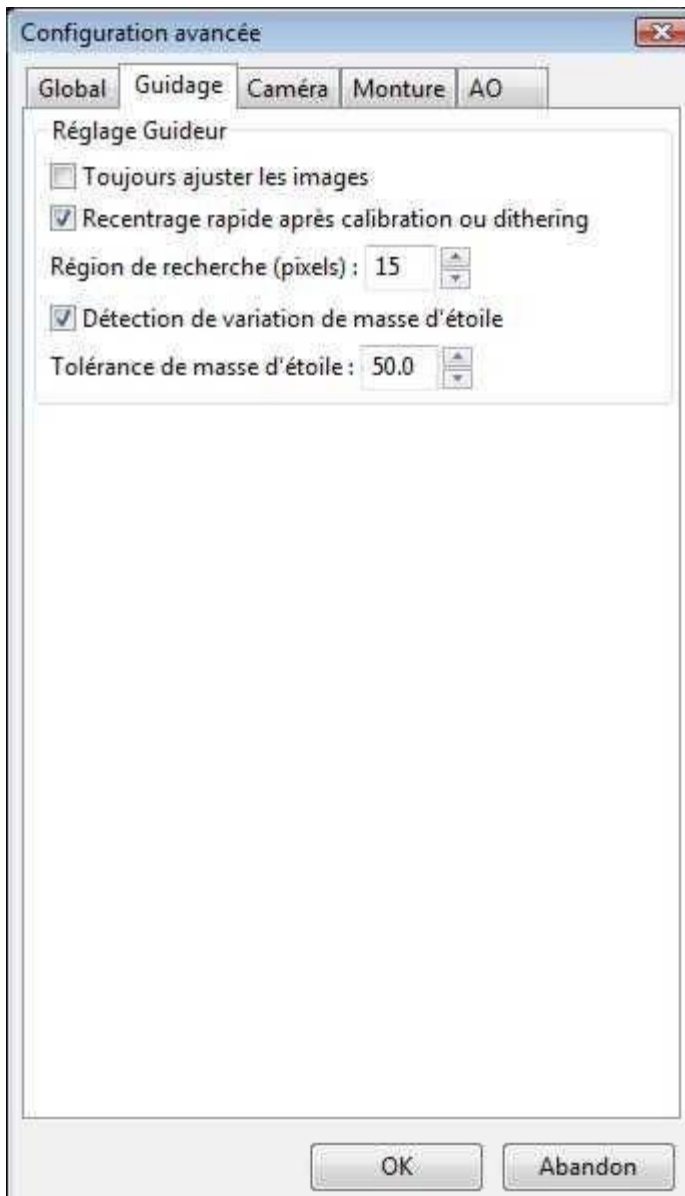 Configuration avancée
Global Guidage Caméra Monture AO
Réglage Guideur
Toujours ajuster les images
Recentrage rapide après calibration ou dithering
Région de recherche (pixels) : 15
Détection de variation de masse d'étoile
Tolérance de masse d'étoile : 50.0
OK Abandon